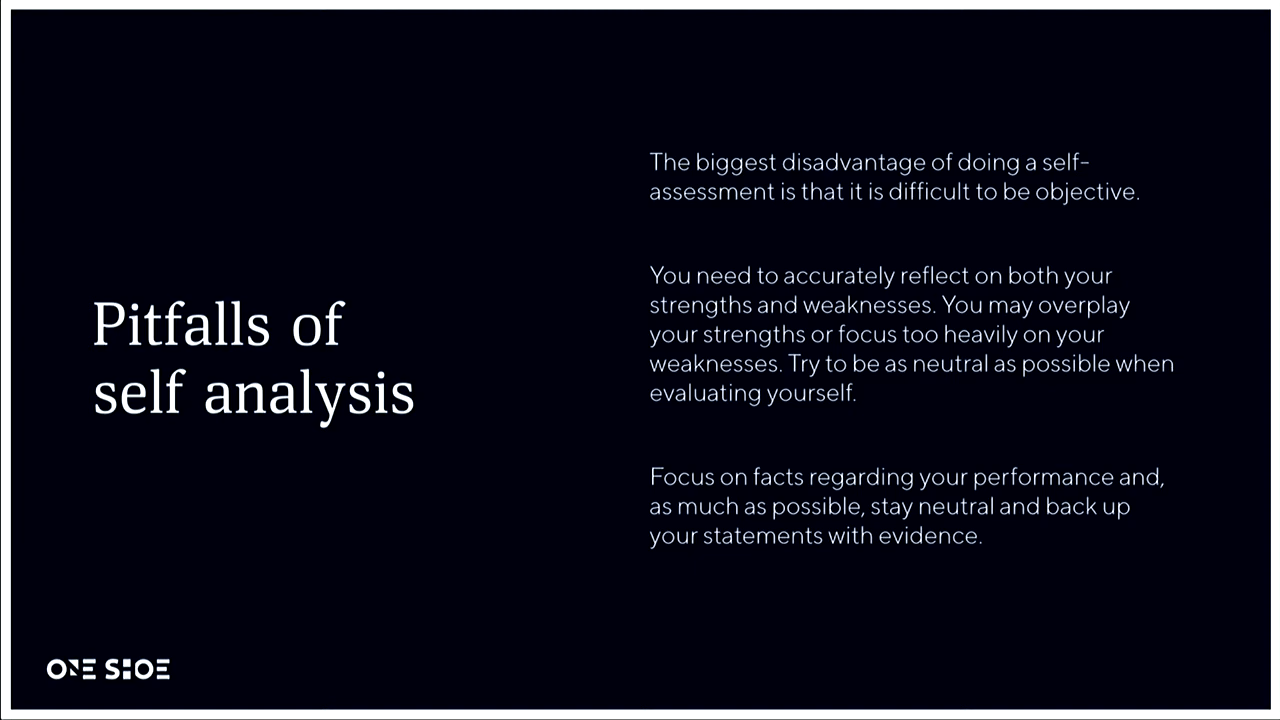 Pitfalls of
self analysis
The biggest disadvantage of doing a self-
assessment is that it is difficult to be objective.
You need to accurately reflect on both your
strengths and weaknesses. You may overplay
your strengths or focus too heavily on your
weaknesses. Try to be as neutral as possible when
evaluating yourself.
Focus on facts regarding your performance and,
as much as possible, stay neutral and back up
your statements with evidence.
ONE SHOE